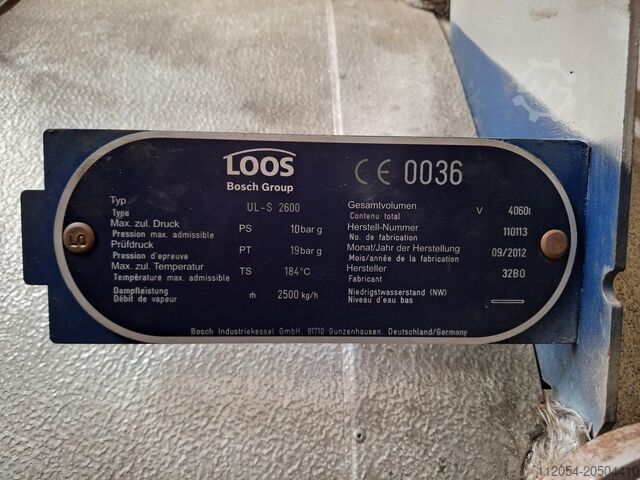 LOOS
Bosch Group
CE 0036
Typ
Type
UL-S 2600
Max. zul. Druck
Pression max. admissible
PS 10 bar g
Prüfdruck
Pression d'epreuve
PT 19 bar g
Max. zul. Temperatur
Température max. admissible
TS 184°C
Dampfleistung
Débit de vapeur
ṁ 2500 kg/h
Gesamtvolumen
Contenu total
V 4060l
Herstell-Nummer
No. de fabrication
110113
Monat/Jahr der Herstellung
Mois/année de la fabrication
09/2012
Hersteller
Fabricant
32BO
Niedrigstwasserstand (NW)
Niveau d'eau bas
Bosch Industriekessel GmbH, 91710 Gunzenhausen, Deutschland/Germany
112054-20504410